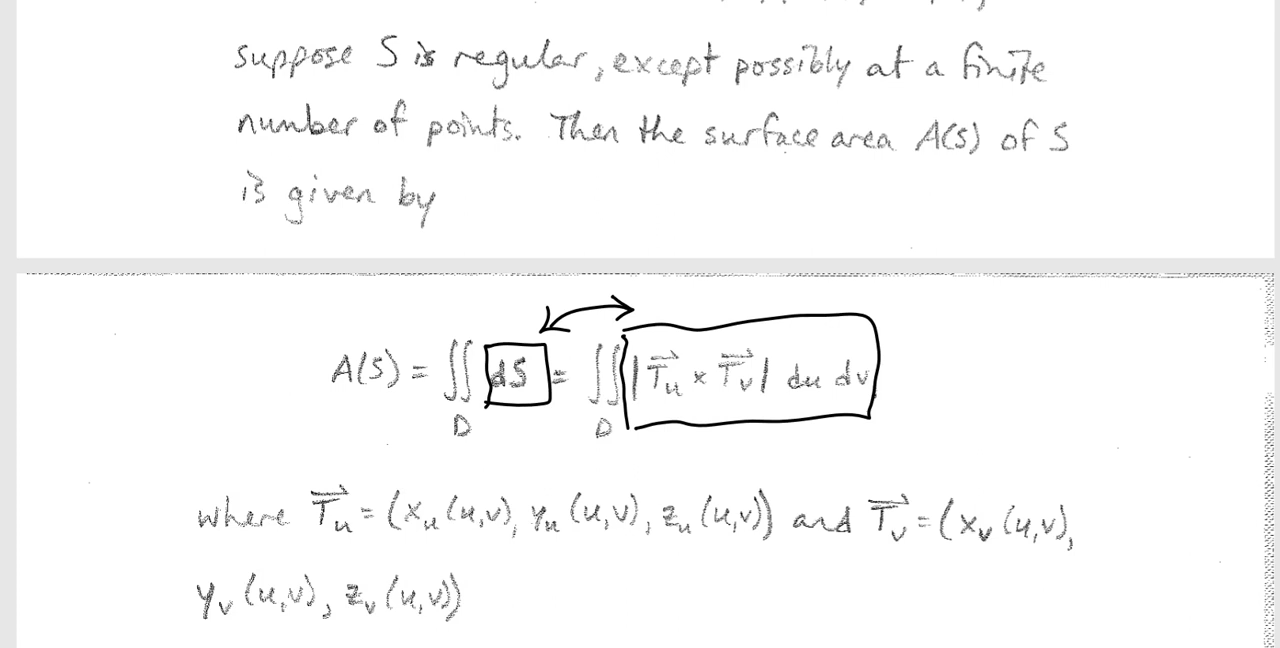 suppose S is regular, except possibly at a finite
number of points. Then the surface area A(S) of S
is given by
A(S) = ∬_D dS = ∬_D |T⃗_u × T⃗_v| du dv
where T⃗_u = (x_u(u,v), y_u(u,v), z_u(u,v)) and T⃗_v = (x_v(u,v),
y_v(u,v), z_v(u,v))